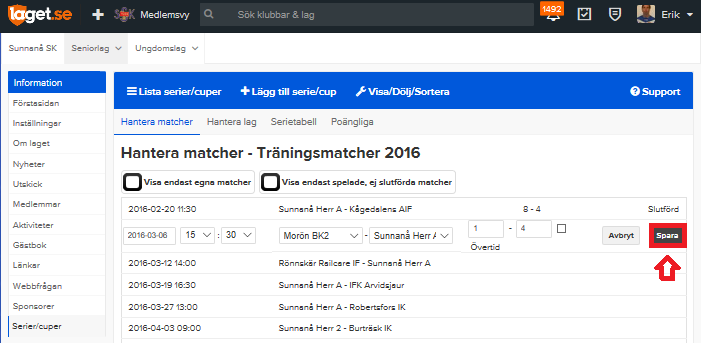 laget.se + Medlemsvy Sök klubbar & lag 1492 Erik
Sunnanå SK Seniorlag Ungdomslag
Information
Förstasidan
Inställningar
Om laget
Nyheter
Utskick
Medlemmar
Aktiviteter
Gästbok
Länkar
Webbfrågan
Sponsorer
Serier/cuper
Lista serier/cuper Lägg till serie/cup Visa/Dölj/Sortera Support
Hantera matcher Hantera lag Serietabell Poängliga
Hantera matcher - Träningsmatcher 2016
Visa endast egna matcher Visa endast spelade, ej slutförda matcher
2016-02-20 11:30 Sunnanå Herr A - Kågedalens AIF 8 - 4 Slutförd
2016-03-06 15 : 30 Morön BK2 - Sunnanå Herr A 1 - 4 Övertid Avbryt Spara
2016-03-12 14:00 Rönnskär Railcare IF - Sunnanå Herr A
2016-03-19 16:30 Sunnanå Herr A - IFK Arvidsjaur
2016-03-27 13:00 Sunnanå Herr A - Robertsfors IK
2016-04-03 09:00 Sunnanå Herr 2 - Burträsk IK